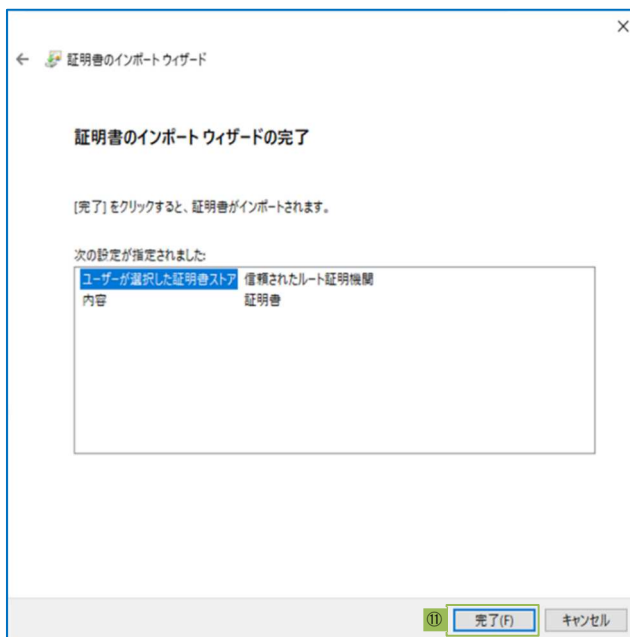 ×
← 証明書のインポート ウィザード
証明書のインポート ウィザードの完了
[完了] をクリックすると、証明書がインポートされます。
次の設定が指定されました:
ユーザーが選択した証明書ストア 信頼されたルート証明機関
内容 証明書
⑪ 完了(F) キャンセル